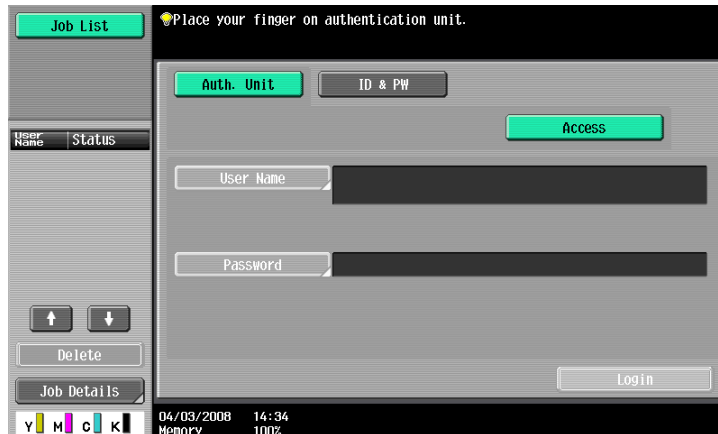 Job List
Place your finger on authentication unit.
Auth. Unit
ID & PW
Access
User Name
Status
User Name
Password
Delete
Login
Job Details
Y M C K
04/03/2008 14:34
Memory 100%